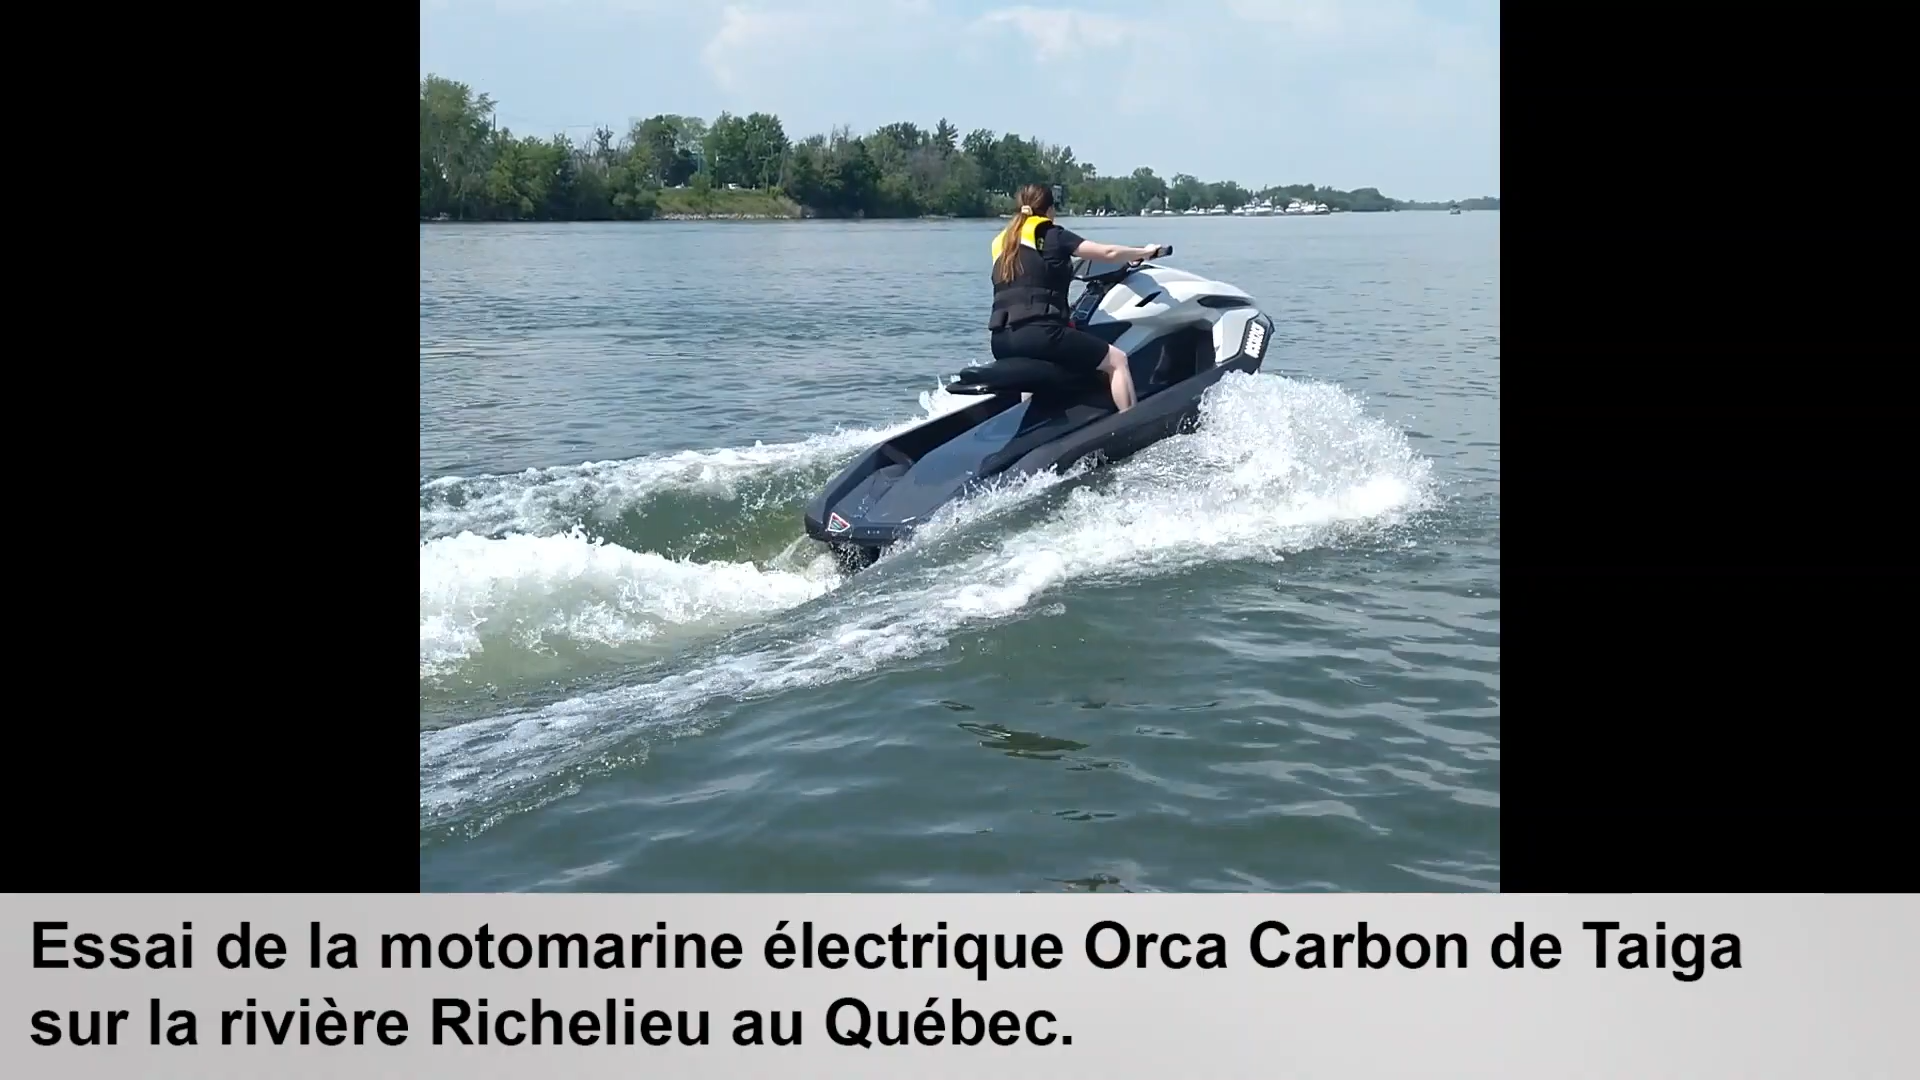 Essai de la motomarine électrique Orca Carbon de Taiga
sur la rivière Richelieu au Québec.